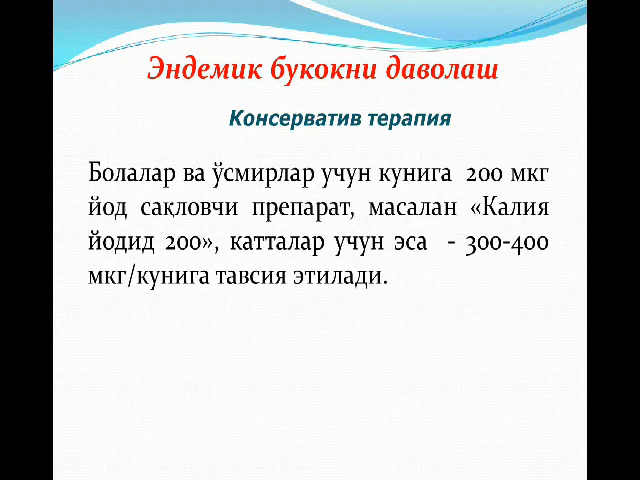 Эндемик букокни даволаш
Консерватив терапия
Болалар ва ўсмирлар учун кунига 200 мкг
йод сақловчи препарат, масалан «Калия
йодид 200», катталар учун эса - 300-400
мкг/кунига тавсия этилади.